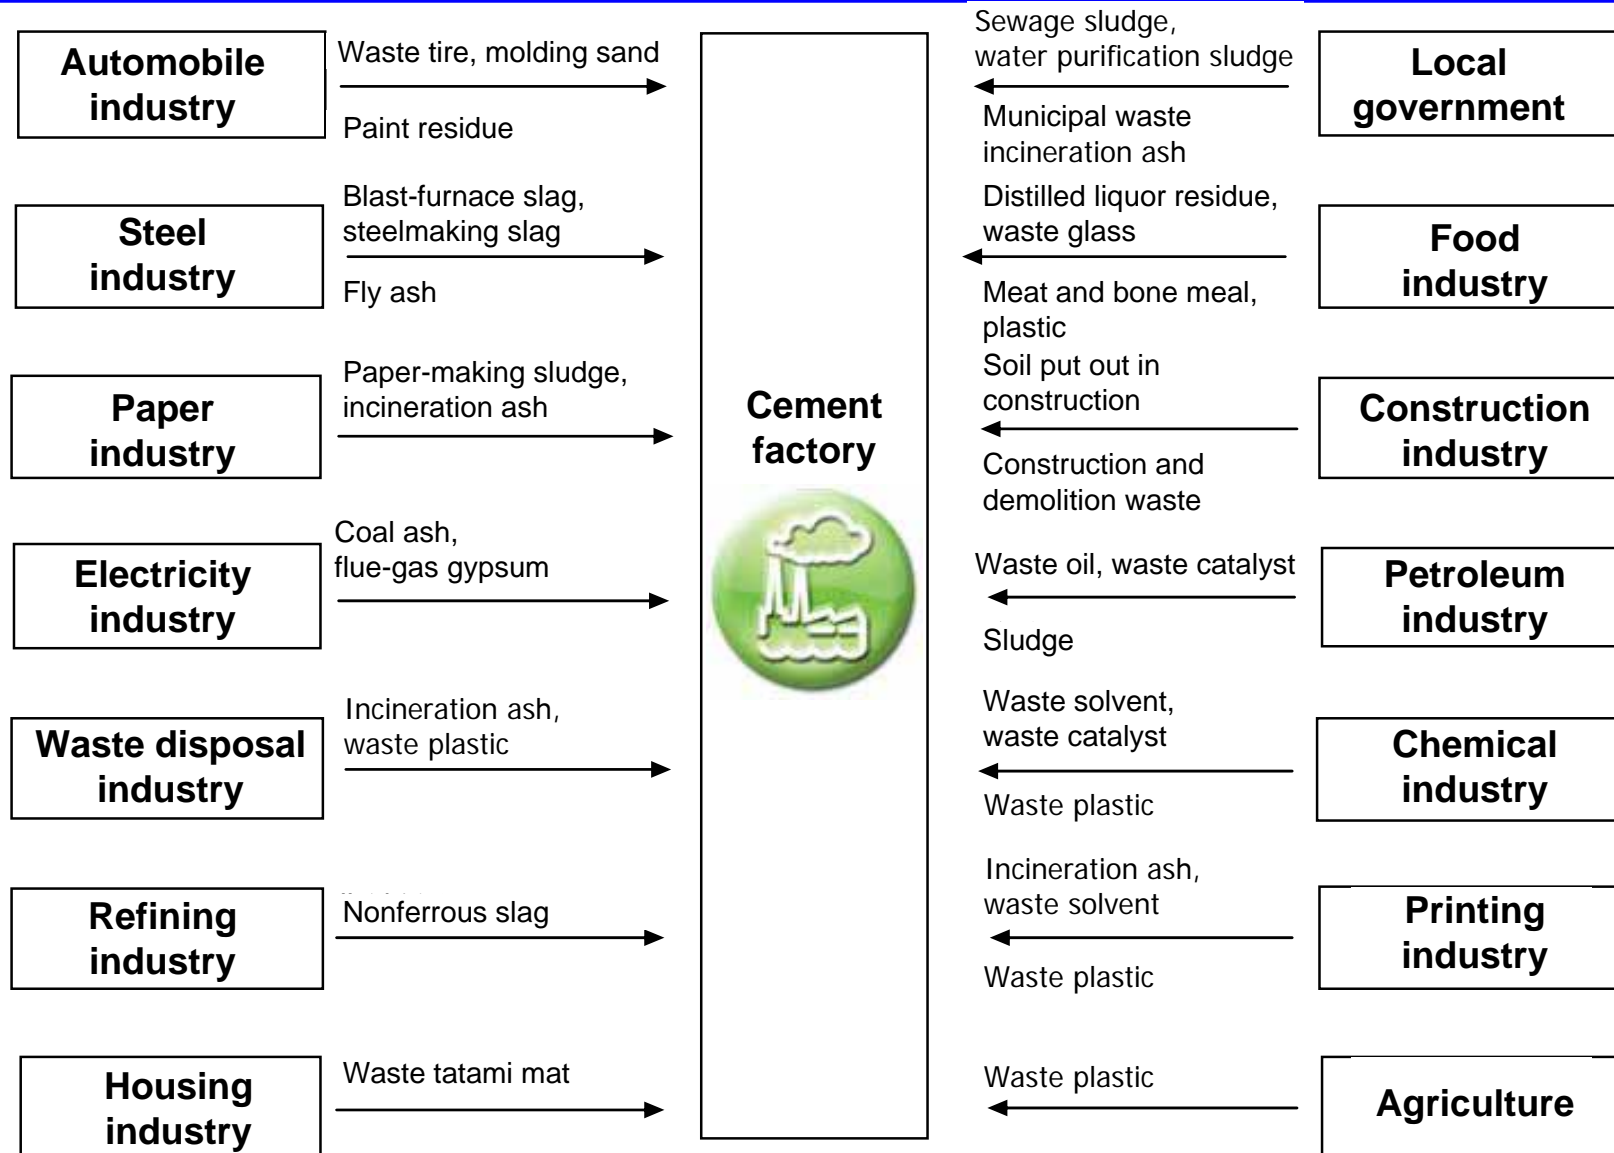 Automobile
industry
Waste tire, molding sand
Paint residue
Steel
industry
Blast-furnace slag,
steelmaking slag
Fly ash
Paper
industry
Paper-making sludge,
incineration ash
Electricity
industry
Coal ash,
flue-gas gypsum
Waste disposal
industry
Incineration ash,
waste plastic
Refining
industry
Nonferrous slag
Housing
industry
Waste tatami mat
Cement
factory
Sewage sludge,
water purification sludge
Municipal waste
incineration ash
Local
government
Distilled liquor residue,
waste glass
Meat and bone meal,
plastic
Food
industry
Soil put out in
construction
Construction and
demolition waste
Construction
industry
Waste oil, waste catalyst
Sludge
Petroleum
industry
Waste solvent,
waste catalyst
Waste plastic
Chemical
industry
Incineration ash,
waste solvent
Waste plastic
Printing
industry
Waste plastic
Agriculture